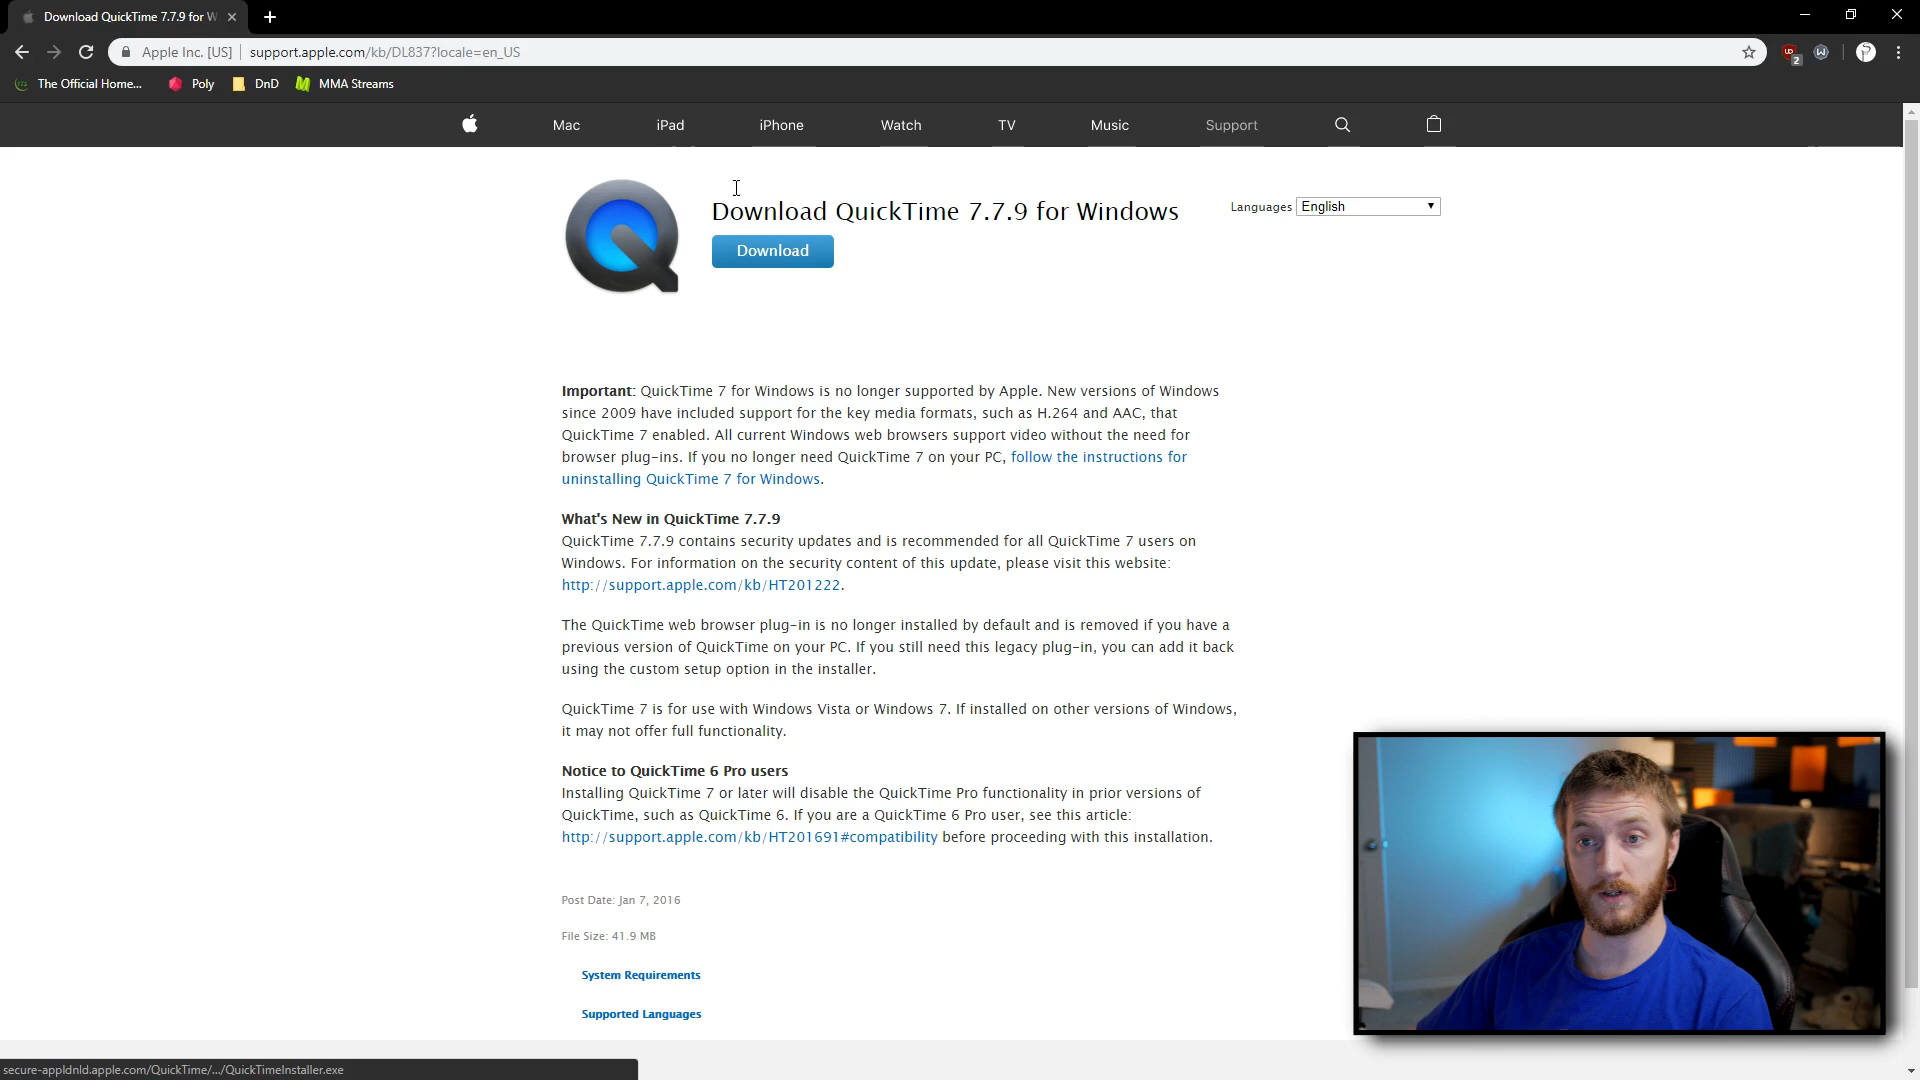 Download QuickTime 7.7.9 for W
Apple Inc. [US] support.apple.com/kb/DL837?locale=en_US
2
The Official Home... Poly DnD MMA Streams
Mac iPad iPhone Watch TV Music Support
Download QuickTime 7.7.9 for Windows
Languages English
Download
Important: QuickTime 7 for Windows is no longer supported by Apple. New versions of Windows
since 2009 have included support for the key media formats, such as H.264 and AAC, that
QuickTime 7 enabled. All current Windows web browsers support video without the need for
browser plug-ins. If you no longer need QuickTime 7 on your PC, follow the instructions for
uninstalling QuickTime 7 for Windows.
What's New in QuickTime 7.7.9
QuickTime 7.7.9 contains security updates and is recommended for all QuickTime 7 users on
Windows. For information on the security content of this update, please visit this website:
http://support.apple.com/kb/HT201222.
The QuickTime web browser plug-in is no longer installed by default and is removed if you have a
previous version of QuickTime on your PC. If you still need this legacy plug-in, you can add it back
using the custom setup option in the installer.
QuickTime 7 is for use with Windows Vista or Windows 7. If installed on other versions of Windows,
it may not offer full functionality.
Notice to QuickTime 6 Pro users
Installing QuickTime 7 or later will disable the QuickTime Pro functionality in prior versions of
QuickTime, such as QuickTime 6. If you are a QuickTime 6 Pro user, see this article:
http://support.apple.com/kb/HT201691#compatibility before proceeding with this installation.
Post Date: Jan 7, 2016
File Size: 41.9 MB
System Requirements
Supported Languages
secure-appldnld.apple.com/QuickTime/.../QuickTimeInstaller.exe